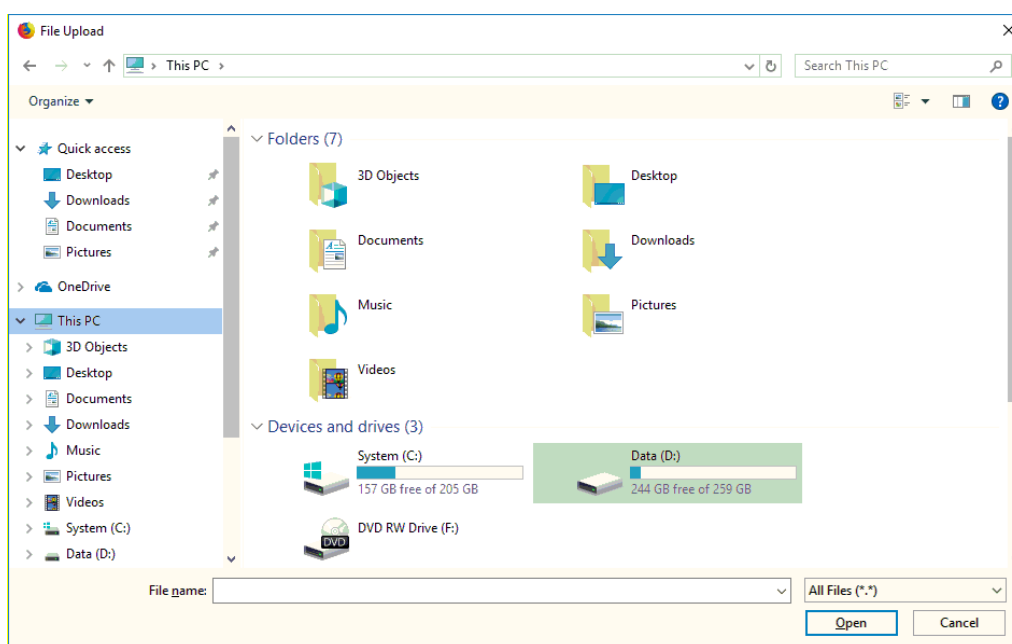 File Upload
This PC
Search This PC
Organize
Quick access
Desktop
Downloads
Documents
Pictures
OneDrive
This PC
3D Objects
Desktop
Documents
Downloads
Music
Pictures
Videos
System (C:)
Data (D:)
Folders (7)
3D Objects
Desktop
Documents
Downloads
Music
Pictures
Videos
Devices and drives (3)
System (C:)
157 GB free of 205 GB
Data (D:)
244 GB free of 259 GB
DVD RW Drive (F:)
DVD
File name:
All Files (*.*)
Open
Cancel